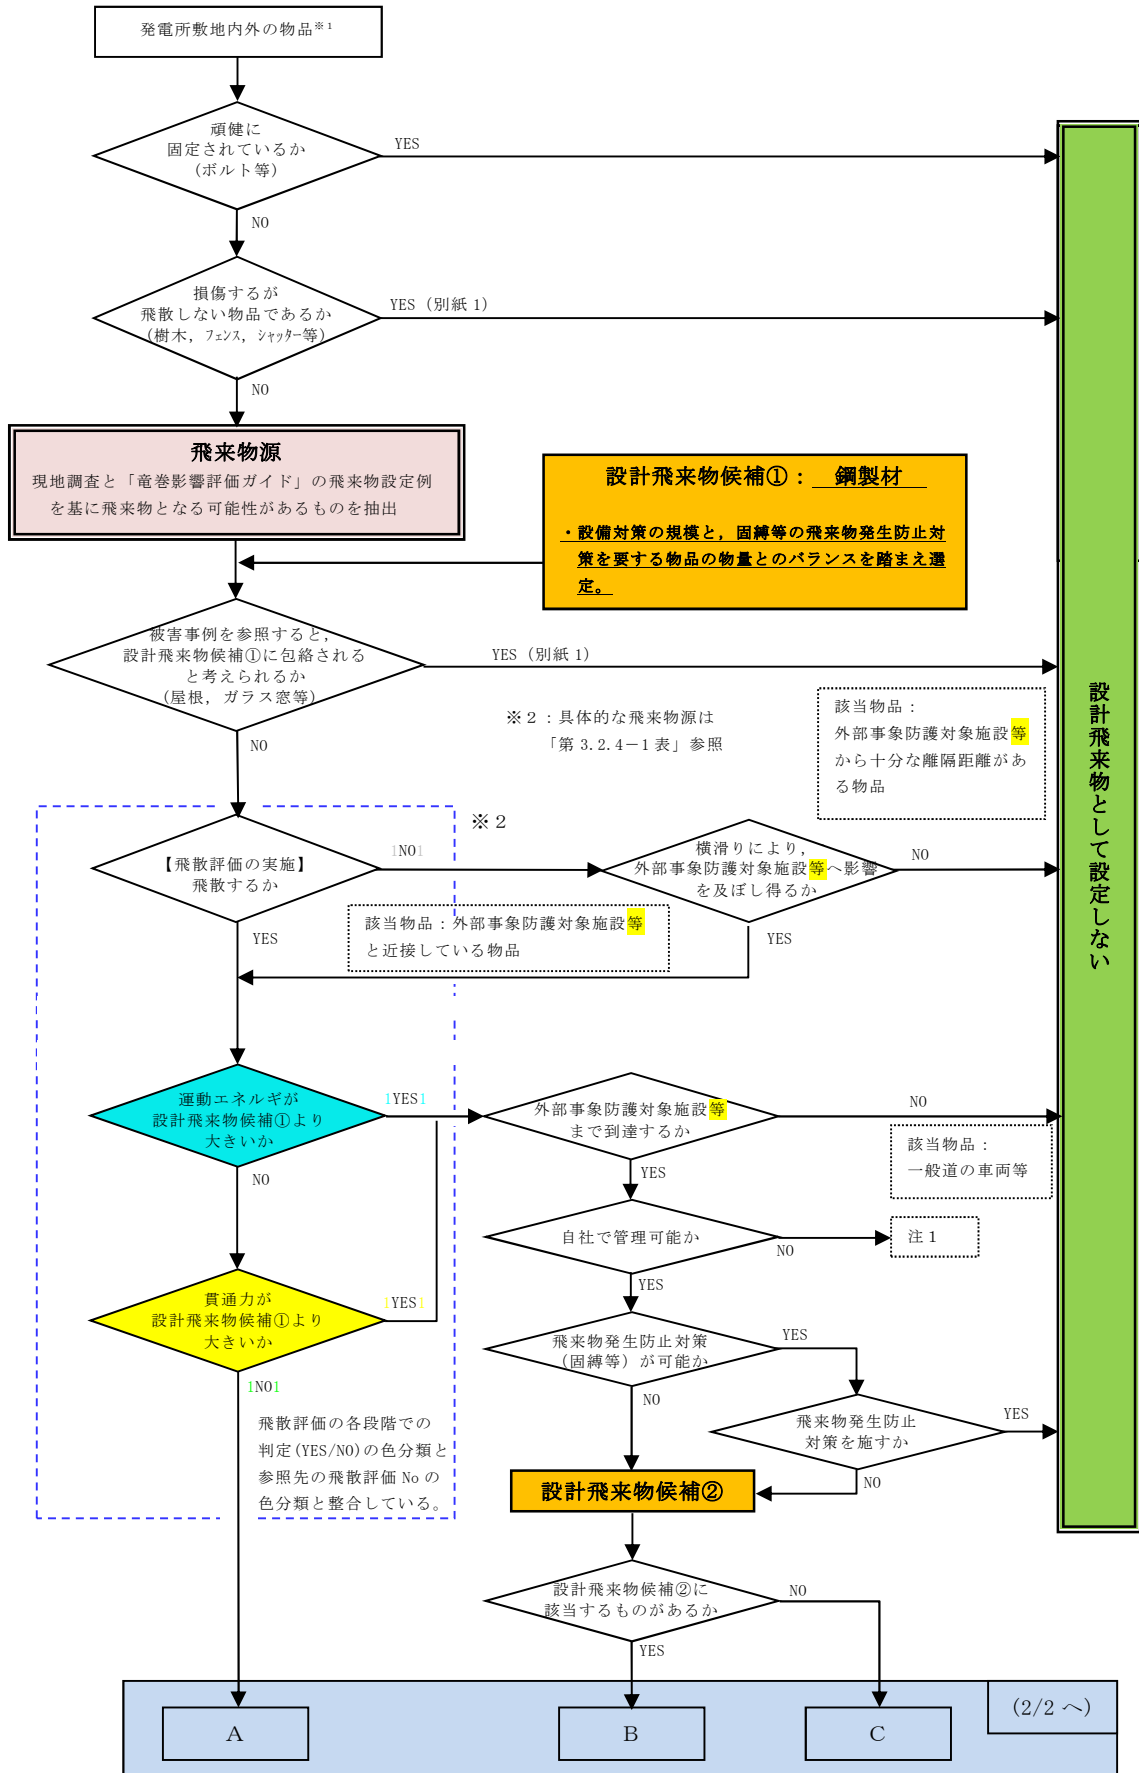 発電所敷地内外の物品※1
頑健に
固定されているか
(ボルト等)
YES
NO
損傷するが
飛散しない物品であるか
(樹木，フェンス，シャッター等)
YES (別紙1)
NO
飛来物源
現地調査と「竜巻影響評価ガイド」の飛来物設定例
を基に飛来物となる可能性があるものを抽出
設計飛来物候補①： 鋼製材
・設備対策の規模と，固縛等の飛来物発生防止対
策を要する物品の物量とのバランスを踏まえ選
定。
被害事例を参照すると，
設計飛来物候補①に包絡される
と考えられるか
(屋根，ガラス窓等)
YES (別紙1)
NO
※2：具体的な飛来物源は
「第3.2.4－1表」参照
該当物品：
外部事象防護対象施設等
から十分な離隔距離があ
る物品
設計飛来物として設定しない
※2
【飛散評価の実施】
飛散するか
1NO1
横滑りにより，
外部事象防護対象施設等へ影響
を及ぼし得るか
NO
YES
YES
該当物品：外部事象防護対象施設等
と近接している物品
運動エネルギが
設計飛来物候補①より
大きいか
1YES1
NO
外部事象防護対象施設等
まで到達するか
NO
YES
該当物品：
一般道の車両等
自社で管理可能か
NO
注1
YES
貫通力が
設計飛来物候補①より
大きいか
1YES1
1NO1
飛来物発生防止対策
(固縛等) が可能か
YES
NO
飛来物発生防止
対策を施すか
YES
NO
飛散評価の各段階での
判定(YES/NO)の色分類と
参照先の飛散評価 No の
色分類と整合している。
設計飛来物候補②
設計飛来物候補②に
該当するものがあるか
NO
YES
(2/2 へ)
A
B
C